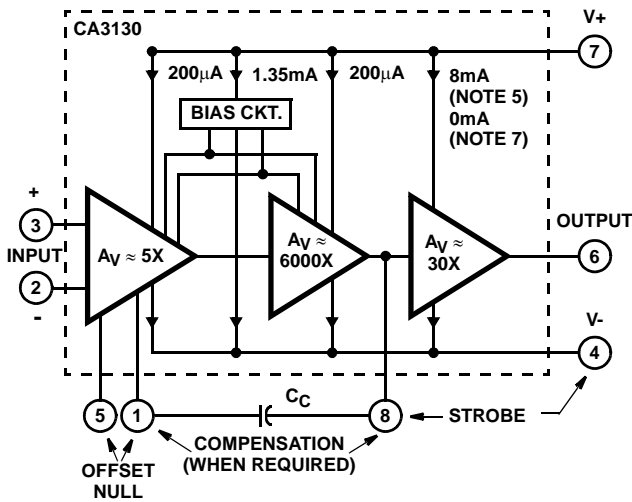 CA3130
V+
7
200µA
1.35mA
200µA
8mA
(NOTE 5)
0mA
(NOTE 7)
BIAS CKT.
+
3
INPUT
2
-
AV ≈ 5X
AV ≈
6000X
AV ≈
30X
OUTPUT
6
V-
4
5
1
CC
8
STROBE
COMPENSATION
(WHEN REQUIRED)
OFFSET
NULL